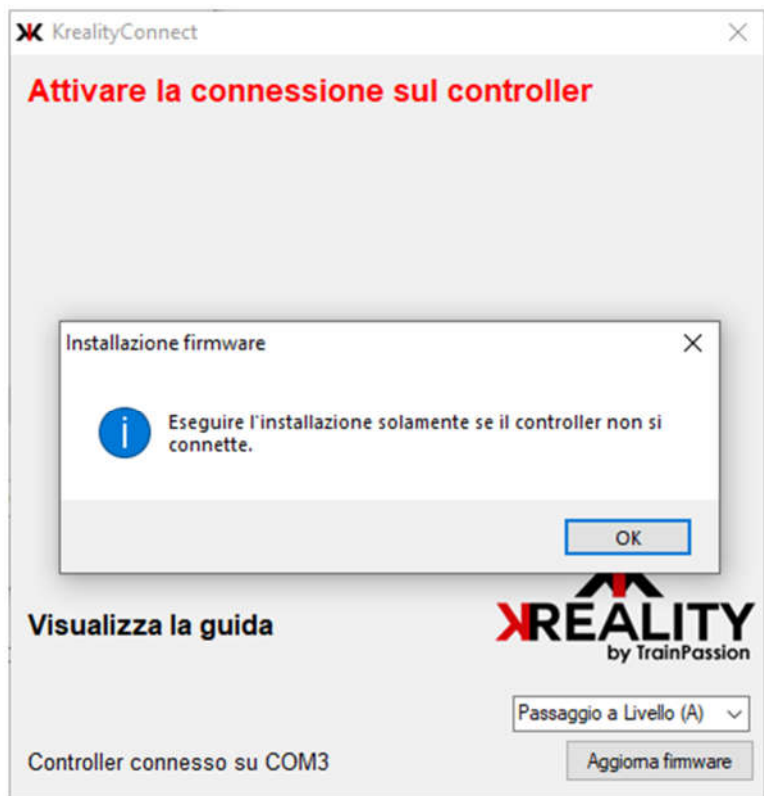 KrealityConnect
Attivare la connessione sul controller
Installazione firmware
Eseguire l'installazione solamente se il controller non si
connette.
OK
Visualizza la guida
KREALITY
by TrainPassion
Passaggio a Livello (A)
Controller connesso su COM3
Aggiorna firmware